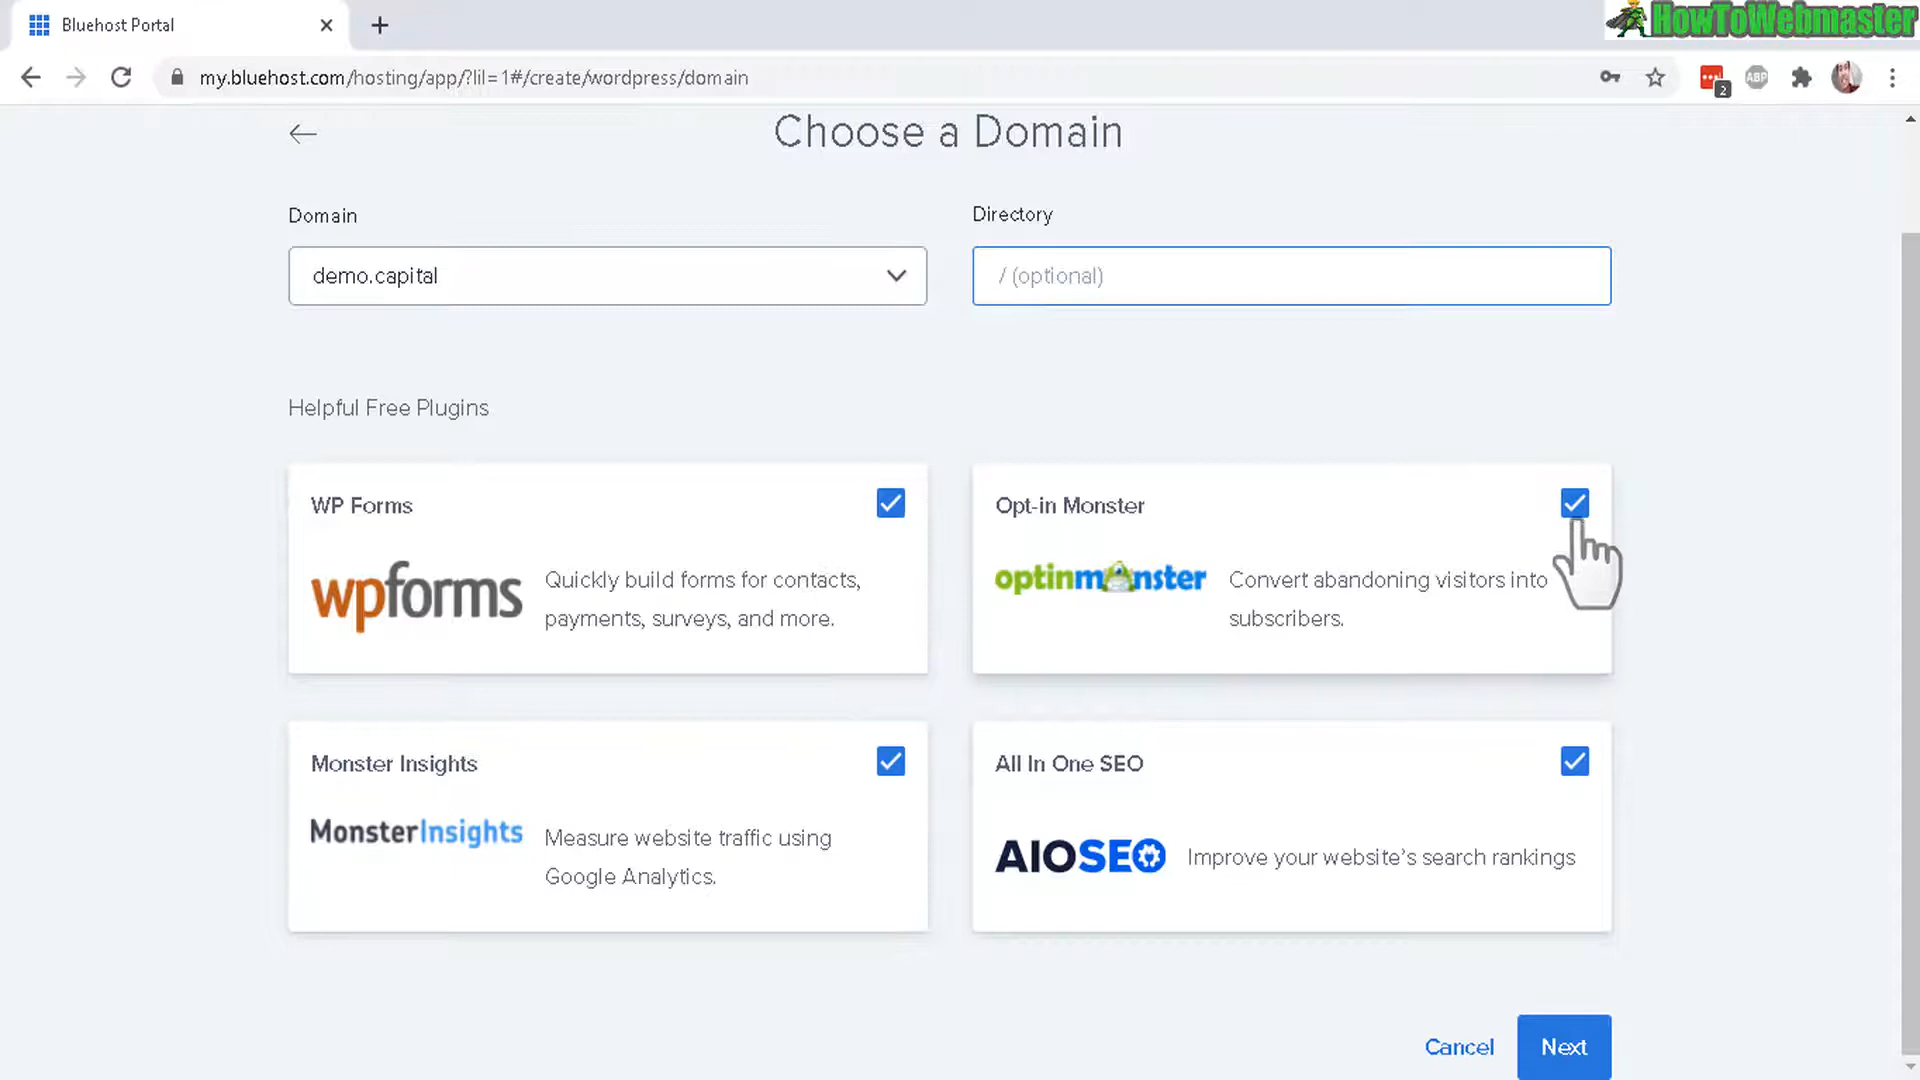 Bluehost Portal
HowToWebmaster
my.bluehost.com/hosting/app/?lil=1#/create/wordpress/domain
2
ABP
Choose a Domain
Domain
Directory
demo.capital
/ (optional)
Helpful Free Plugins
WP Forms
wpforms
Quickly build forms for contacts,
payments, surveys, and more.
Opt-in Monster
optinmonster
Convert abandoning visitors into
subscribers.
Monster Insights
MonsterInsights
Measure website traffic using
Google Analytics.
All In One SEO
AIOSEO
Improve your website's search rankings
Cancel
Next